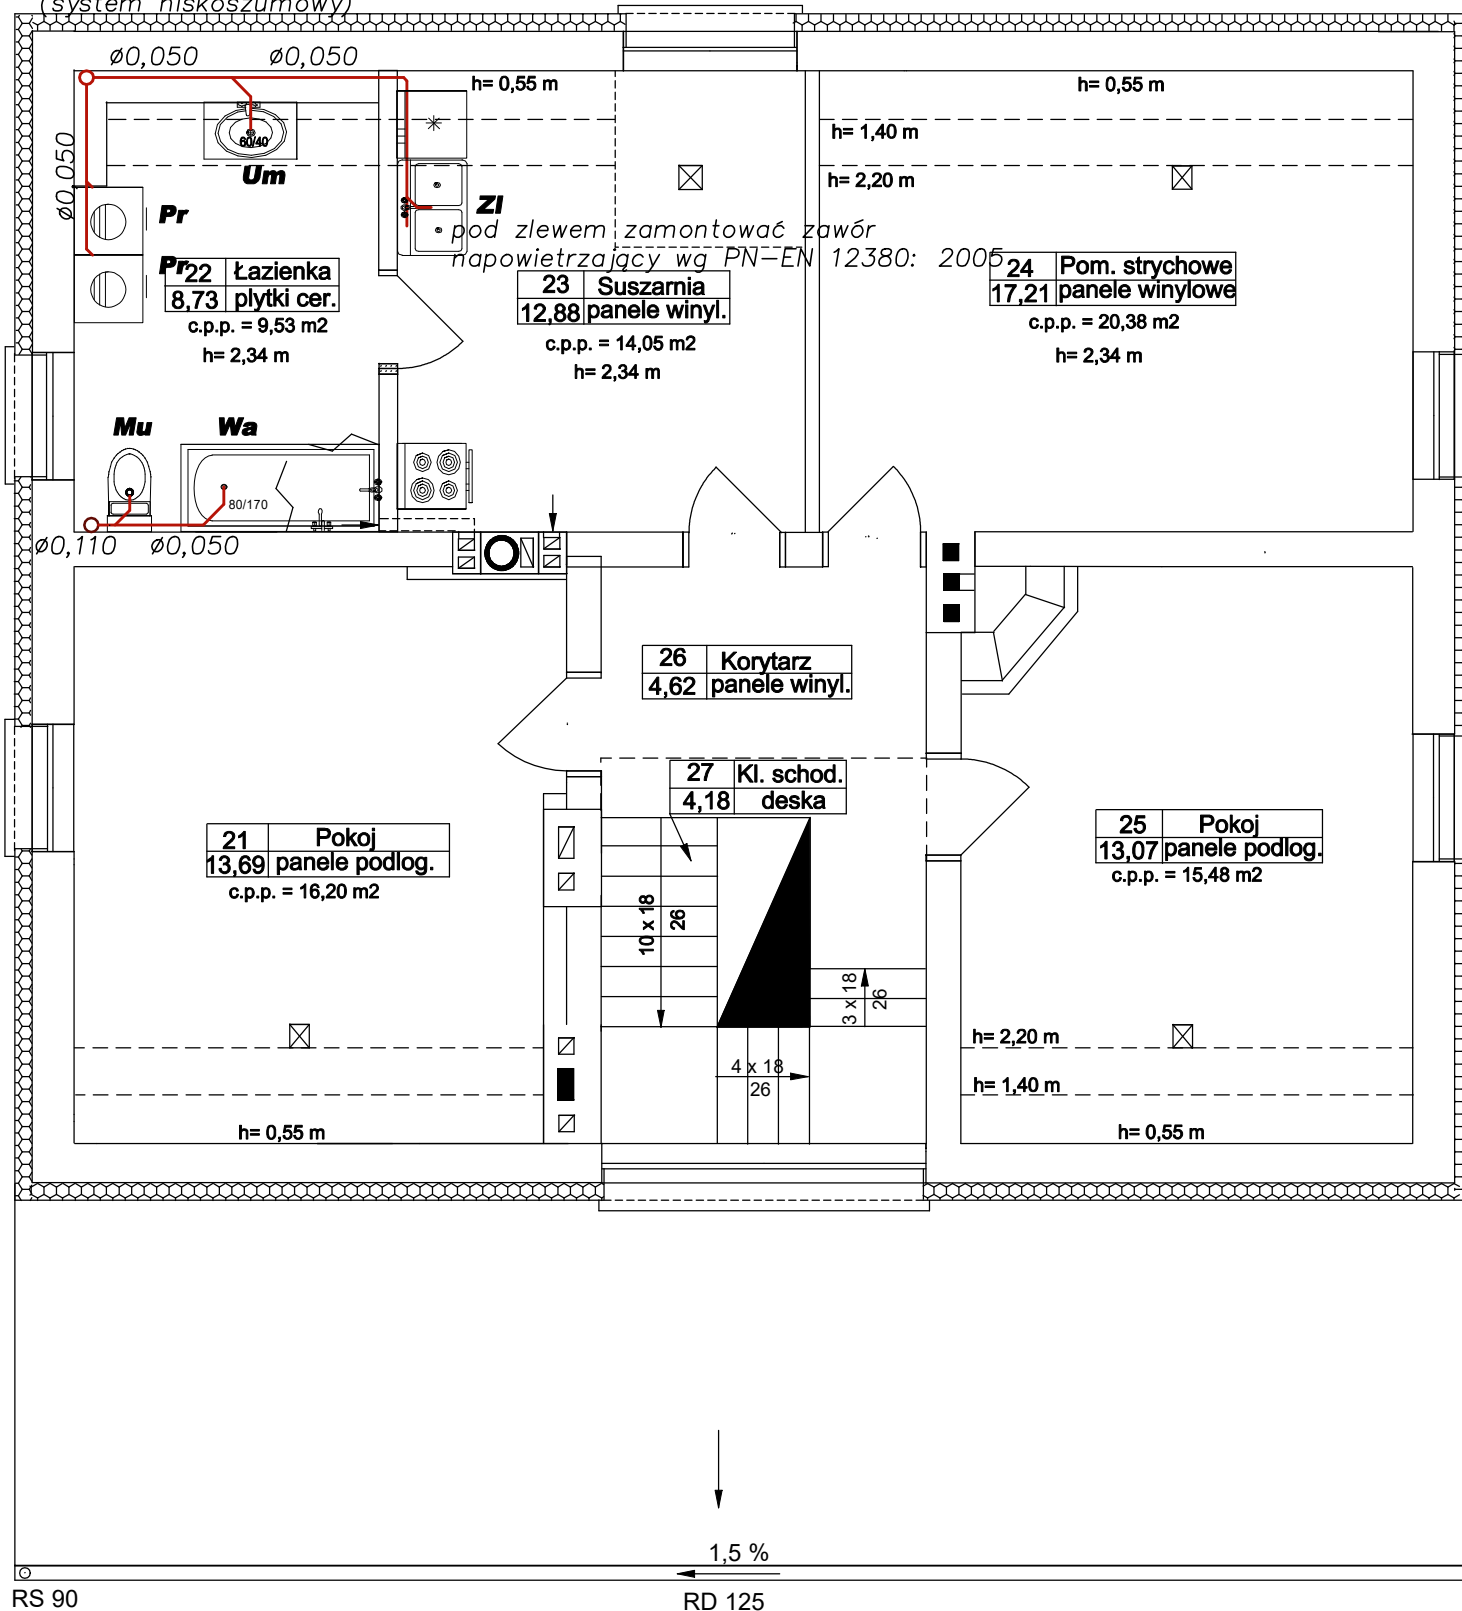 (system niskoszumowy)
ø0,050
ø0,050
h= 0,55 m
h= 0,55 m
ø0,050
60/40
Um
h= 1,40 m
h= 2,20 m
Pr
Zl
pod zlewem zamontować zawór
napowietrzający wg PN-EN 12380: 2005
Pr
22 Łazienka
8,73 plytki cer.
c.p.p. = 9,53 m2
h= 2,34 m
23 Suszarnia
12,88 panele winyl.
c.p.p. = 14,05 m2
h= 2,34 m
24 Pom. strychowe
17,21 panele winylowe
c.p.p. = 20,38 m2
h= 2,34 m
Mu
Wa
80/170
ø0,110
ø0,050
26 Korytarz
4,62 panele winyl.
27 Kl. schod.
4,18 deska
21 Pokoj
13,69 panele podlog.
c.p.p. = 16,20 m2
25 Pokoj
13,07 panele podlog.
c.p.p. = 15,48 m2
10 x 18
26
3 x 18
26
4 x 18
26
h= 2,20 m
h= 1,40 m
h= 0,55 m
h= 0,55 m
1,5 %
RS 90
RD 125